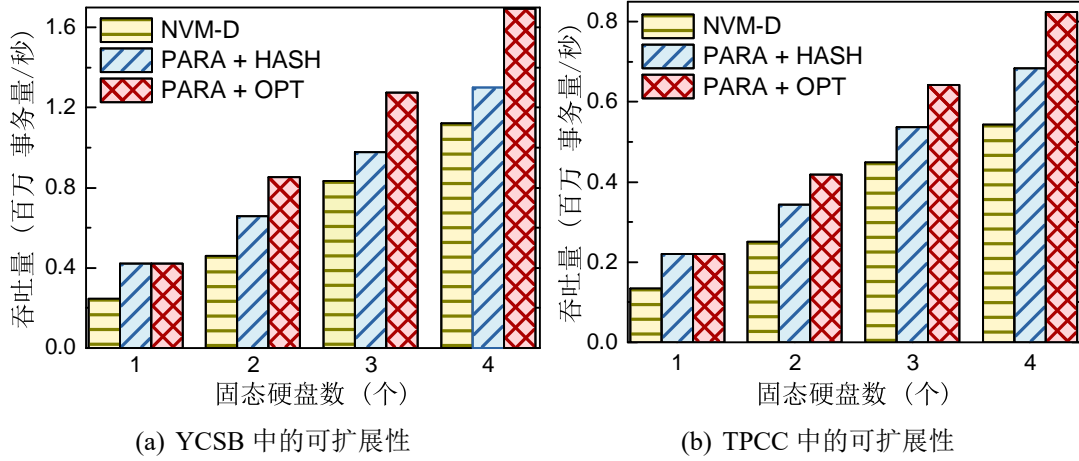 吞吐量（百万 事务量/秒）
1.6
1.2
0.8
0.4
0.0
NVM-D
PARA + HASH
PARA + OPT
1 2 3 4
固态硬盘数（个）
(a) YCSB 中的可扩展性
吞吐量（百万 事务量/秒）
0.8
0.6
0.4
0.2
0.0
NVM-D
PARA + HASH
PARA + OPT
1 2 3 4
固态硬盘数（个）
(b) TPCC 中的可扩展性